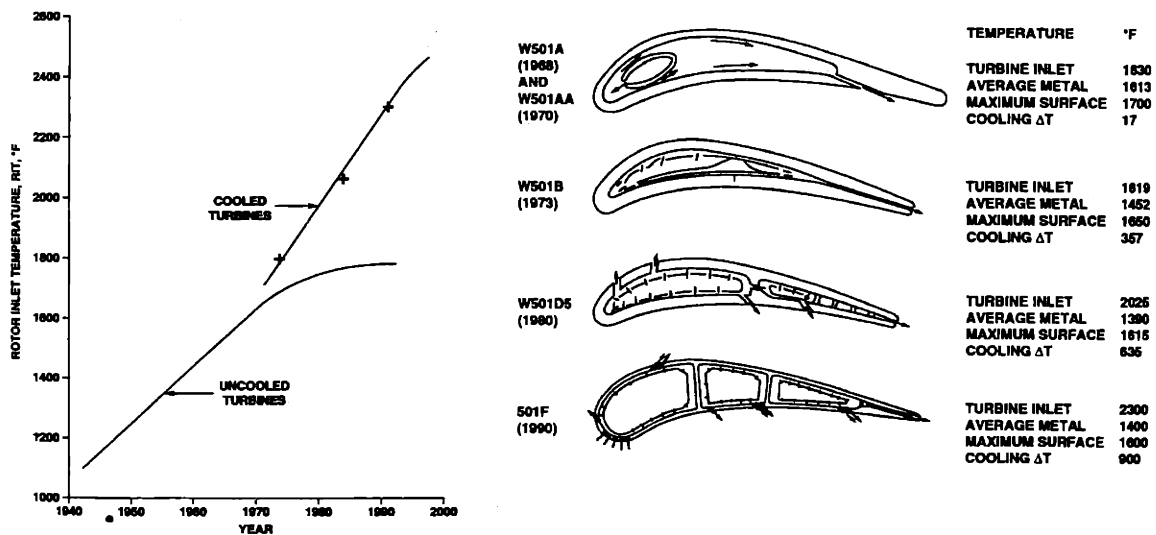 ROTOR INLET TEMPERATURE, RIT, °F
2600
2400
2200
2000
1800
1600
1400
1200
1000
COOLED
TURBINES
UNCOOLED
TURBINES
1940 1950 1960 1970 1980 1990 2000
YEAR
W501A
(1968)
AND
W501AA
(1970)
TEMPERATURE °F
TURBINE INLET 1630
AVERAGE METAL 1613
MAXIMUM SURFACE 1700
COOLING ΔT 17
W501B
(1973)
TURBINE INLET 1619
AVERAGE METAL 1452
MAXIMUM SURFACE 1650
COOLING ΔT 357
W501D5
(1980)
TURBINE INLET 2025
AVERAGE METAL 1390
MAXIMUM SURFACE 1615
COOLING ΔT 635
501F
(1990)
TURBINE INLET 2300
AVERAGE METAL 1400
MAXIMUM SURFACE 1600
COOLING ΔT 900